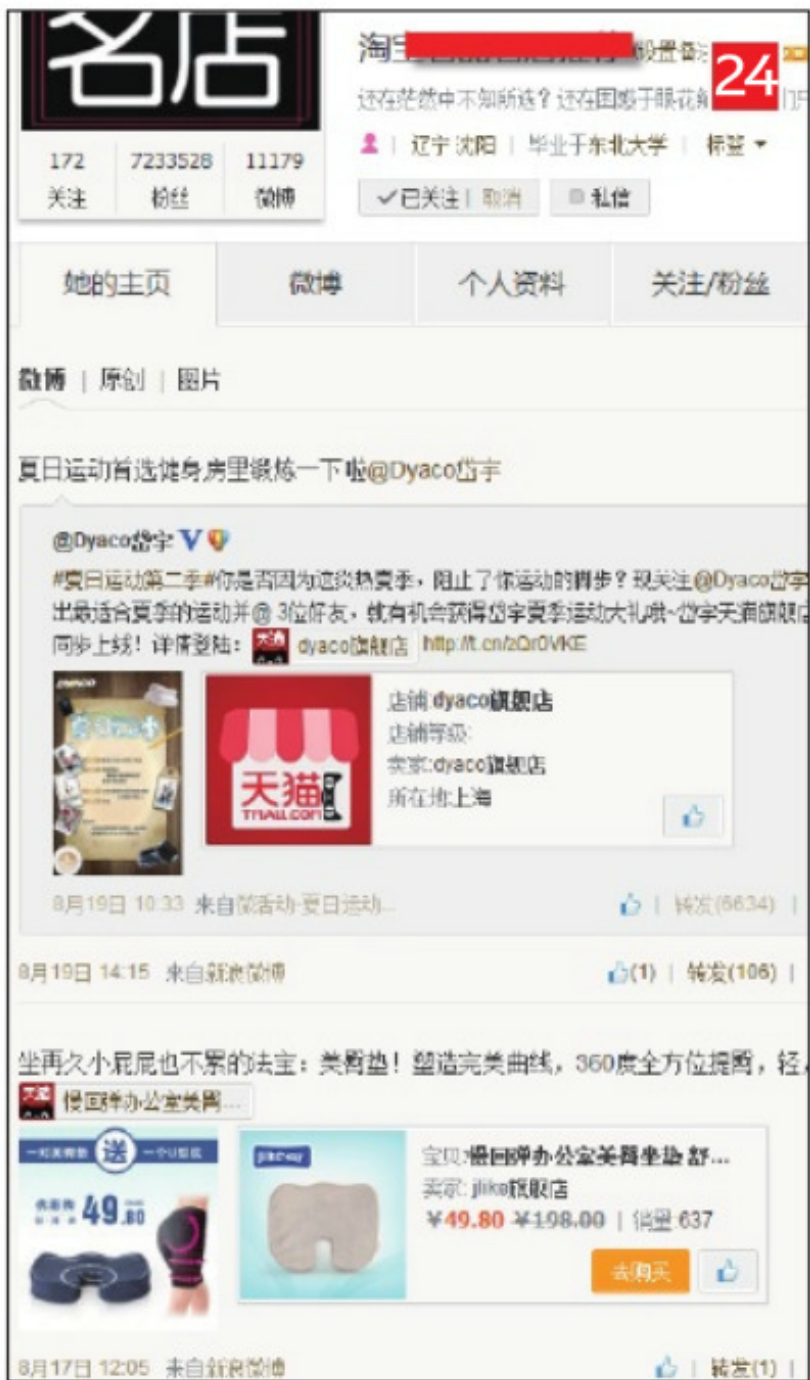 名店
淘宝
设置备注
24
还在茫然中不知所选?还在困惑于眼花
172
7233528
11179
关注
粉丝
微博
辽宁 沈阳 | 毕业于东北大学 | 标签
已关注 | 取消
私信
她的主页
微博
个人资料
关注/粉丝
微博 | 原创 | 图片
夏日运动首选健身房里锻炼一下啦@Dyaco岱宇
@Dyaco岱宇 V
#夏日运动第二季#你是否因为这炎热夏季,阻止了你运动的脚步?现关注@Dyaco岱宇
出最适合夏季的运动并@ 3位好友,就有机会获得岱宇夏季运动大礼哦~岱宇天猫旗舰店
同步上线!详情登陆: 天猫 dyaco旗舰店 http://t.cn/zQr0VKE
店铺:dyaco旗舰店
店铺等级:
卖家:dyaco旗舰店
所在地:上海
天猫
TMALL.COM
8月19日 10:33 来自微活动-夏日运动...
| 转发(6634) |
8月19日 14:15 来自新浪微博
(1) | 转发(106) |
坐再久小屁屁也不累的法宝:美臀垫!塑造完美曲线,360度全方位提臀,轻
天猫 慢回弹办公室美臀...
送
一个U型枕
49.80
宝贝:慢回弹办公室美臀坐垫 舒...
卖家: jlike旗舰店
¥49.80 ¥198.00 | 销量:637
去购买
8月17日 12:05 来自新浪微博
| 转发(1) |